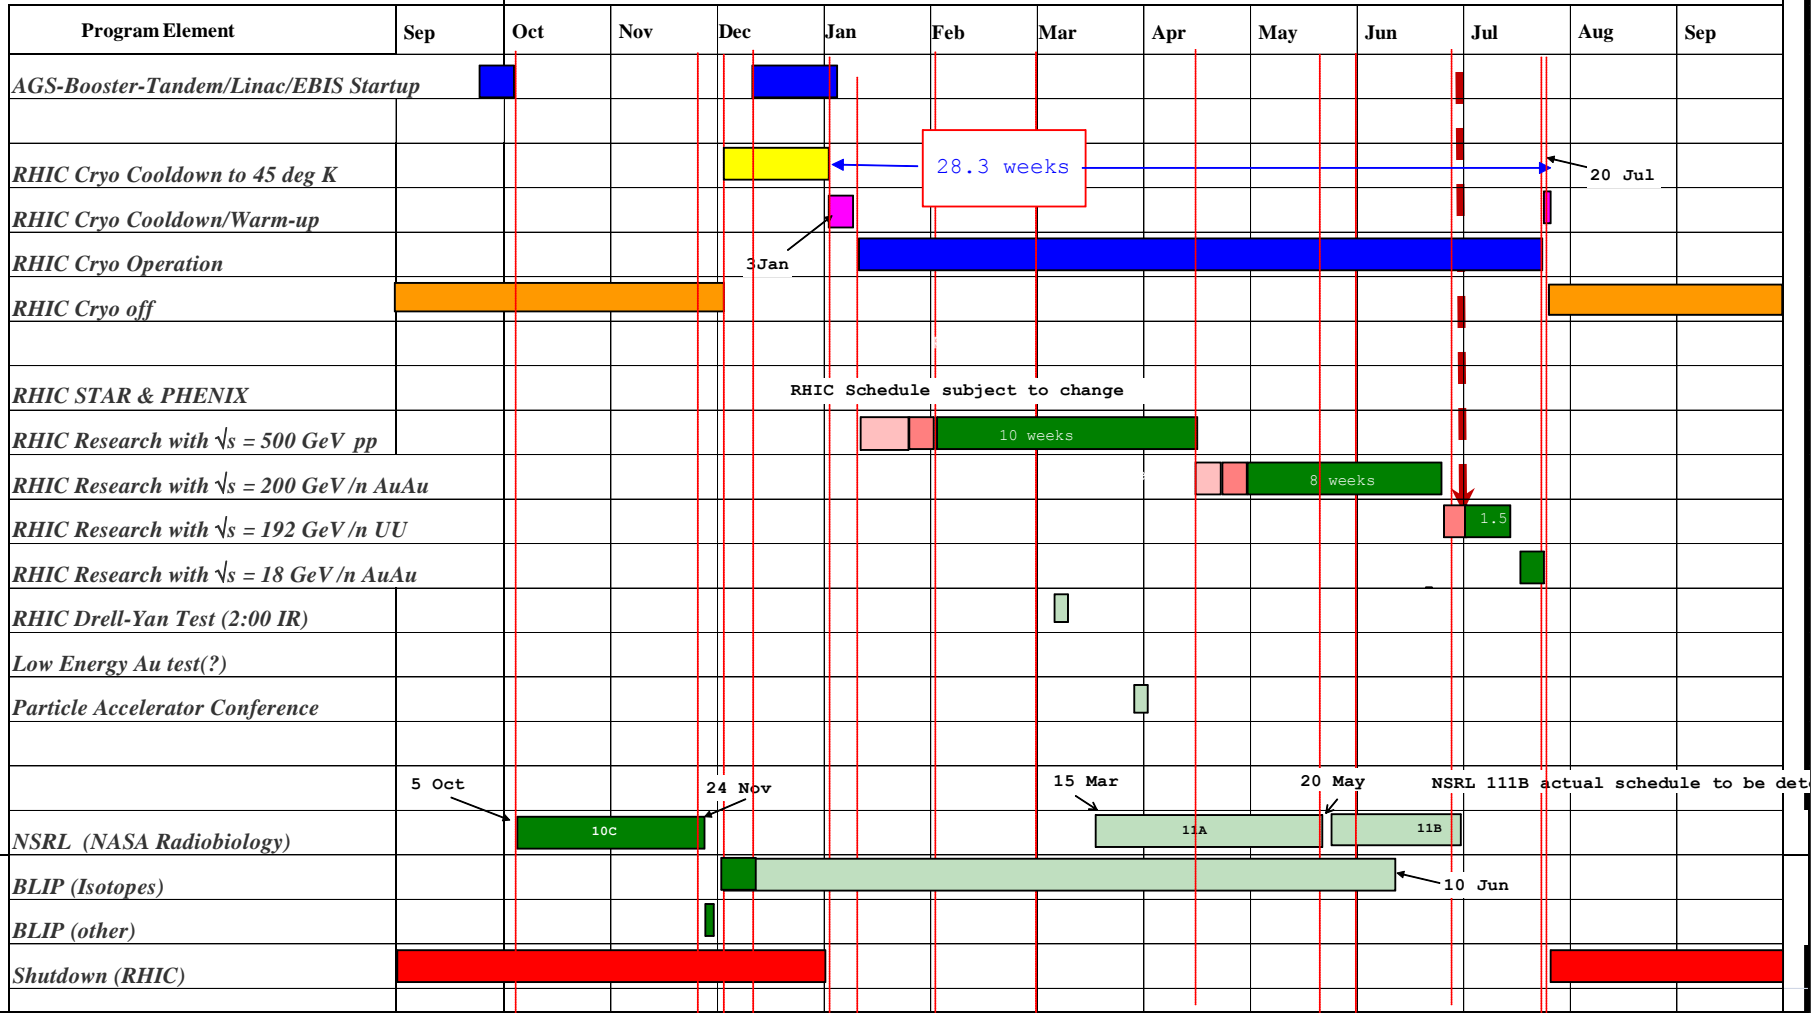 Program Element Sep Oct Nov Dec Jan Feb Mar Apr May Jun Jul Aug Sep
AGS-Booster-Tandem/Linac/EBIS Startup
RHIC Cryo Cooldown to 45 deg K
28.3 weeks
20 Jul
RHIC Cryo Cooldown/Warm-up
RHIC Cryo Operation
3Jan
RHIC Cryo off
RHIC STAR & PHENIX
RHIC Schedule subject to change
RHIC Research with √s = 500 GeV pp
10 weeks
RHIC Research with √s = 200 GeV/n AuAu
8 weeks
RHIC Research with √s = 192 GeV/n UU
1.5
RHIC Research with √s = 18 GeV/n AuAu
RHIC Drell-Yan Test (2:00 IR)
Low Energy Au test(?)
Particle Accelerator Conference
5 Oct
24 Nov
15 Mar
20 May
NSRL 111B actual schedule to be det
NSRL (NASA Radiobiology)
10C
11A
11B
BLIP (Isotopes)
10 Jun
BLIP (other)
Shutdown (RHIC)